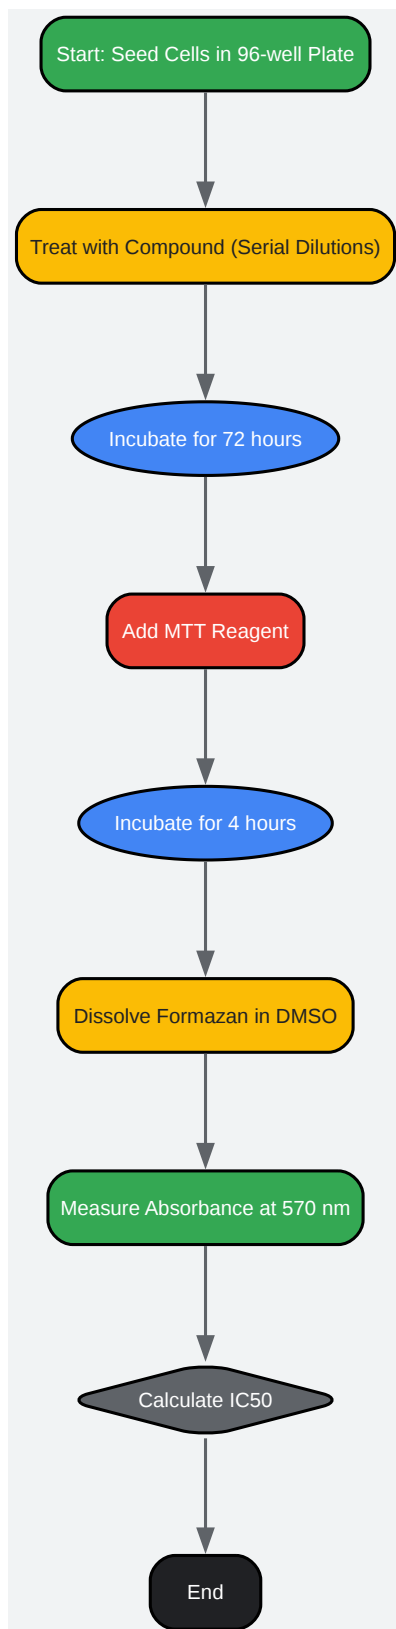 Start: Seed Cells in 96-well Plate
Treat with Compound (Serial Dilutions)
Incubate for 72 hours
Add MTT Reagent
Incubate for 4 hours
Dissolve Formazan in DMSO
Measure Absorbance at 570 nm
Calculate IC50
End